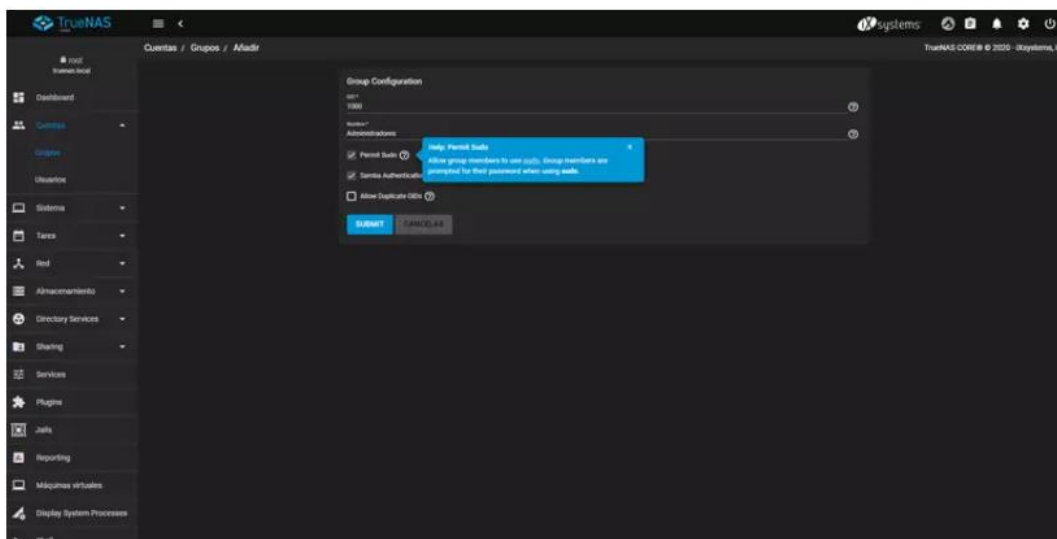 TrueNAS
CORE
iXsystems
root
truenas.local
Cuentas / Grupos / Añadir
TrueNAS CORE® © 2020 - iXsystems,
Dashboard
Cuentas
Grupos
Usuarios
Sistema
Tares
Red
Almacenamiento
Directory Services
Sharing
Services
Plugins
Jails
Reporting
Máquinas virtuales
Display System Processes
Group Configuration
GID *
1000
Nombre *
Administradores
Permit Sudo
Help: Permit Sudo
Allow group members to use sudo. Group members are
prompted for their password when using sudo.
Samba Authentication
Allow Duplicate GIDs
SUBMIT
CANCELAR